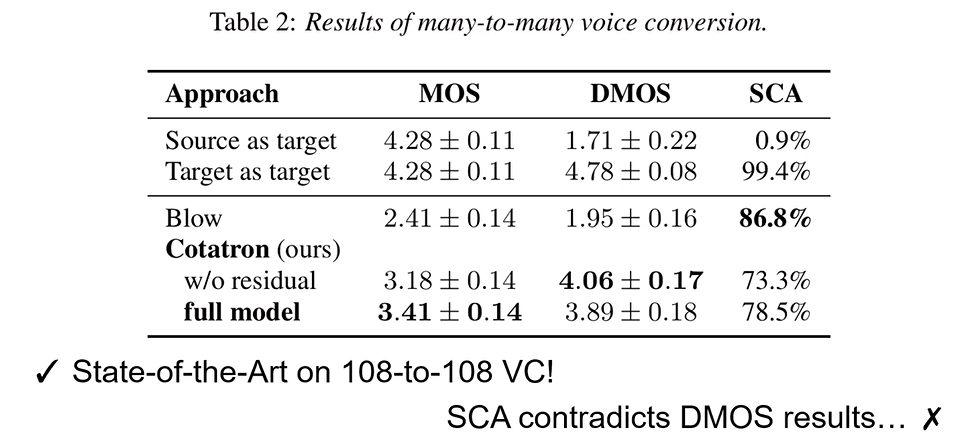 Table 2: Results of many-to-many voice conversion.
Approach MOS DMOS SCA
Source as target 4.28 ± 0.11 1.71 ± 0.22 0.9%
Target as target 4.28 ± 0.11 4.78 ± 0.08 99.4%
Blow 2.41 ± 0.14 1.95 ± 0.16 86.8%
Cotatron (ours)
w/o residual 3.18 ± 0.14 4.06 ± 0.17 73.3%
full model 3.41 ± 0.14 3.89 ± 0.18 78.5%
✓ State-of-the-Art on 108-to-108 VC!
SCA contradicts DMOS results... ✗